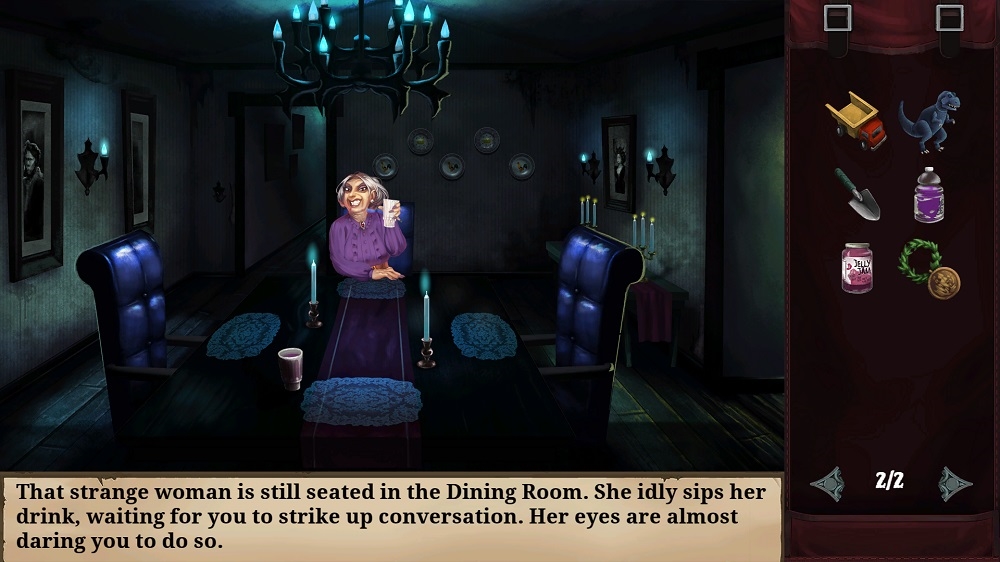 JELLY
2/2
That strange woman is still seated in the Dining Room. She idly sips her
drink, waiting for you to strike up conversation. Her eyes are almost
daring you to do so.